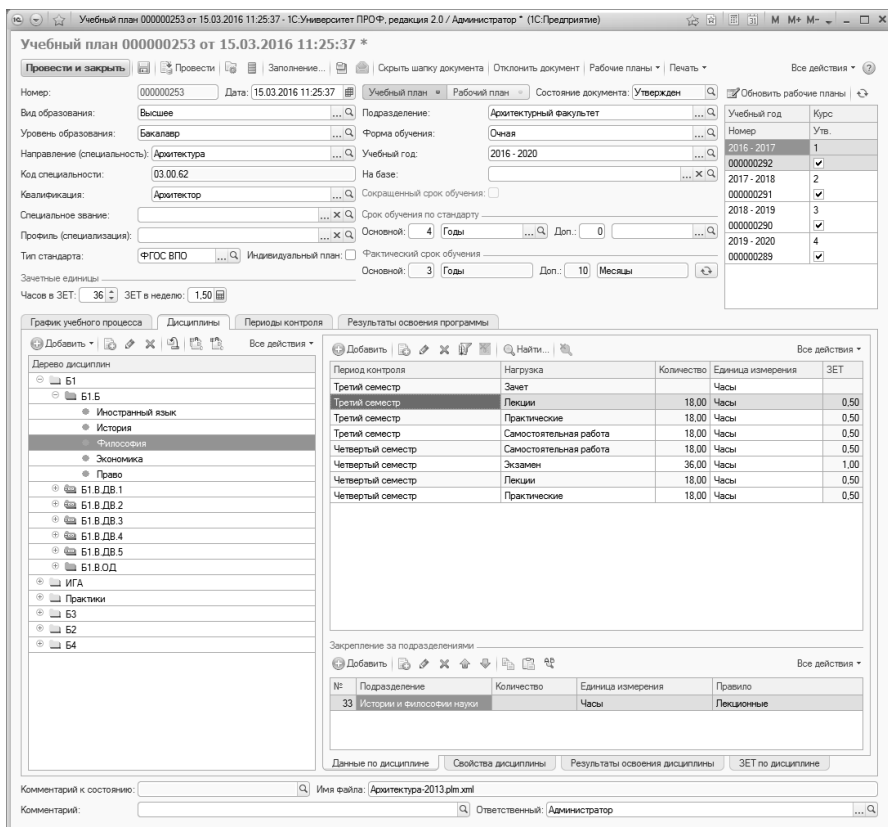 Учебный план 000000253 от 15.03.2016 11:25:37 - 1С:Университет ПРОФ, редакция 2.0 / Администратор * (1С:Предприятие) M M+ M-
Учебный план 000000253 от 15.03.2016 11:25:37 *
Провести и закрыть Провести Заполнение... Скрыть шапку документа Отклонить документ Рабочие планы Печать Все действия
Номер: 000000253 Дата: 15.03.2016 11:25:37 Учебный план Рабочий план Состояние документа: Утвержден Обновить рабочие планы
Вид образования: Высшее Подразделение: Архитектурный факультет Учебный год Курс
Уровень образования: Бакалавр Форма обучения: Очная Номер Утв.
Направление (специальность): Архитектура Учебный год: 2016 - 2020 2016 - 2017 1
Код специальности: 03.00.62 На базе: 000000292
Квалификация: Архитектор Сокращенный срок обучения: 2017 - 2018 2
000000291
Специальное звание: Срок обучения по стандарту 2018 - 2019 3
Профиль (специализация): Основной: 4 Годы Доп.: 0 000000290
2019 - 2020 4
Тип стандарта: ФГОС ВПО Индивидуальный план: Фактический срок обучения 000000289
Зачетные единицы Основной: 3 Годы Доп.: 10 Месяцы
Часов в ЗЕТ: 36 ЗЕТ в неделю: 1,50
График учебного процесса Дисциплины Периоды контроля Результаты освоения программы
Добавить Все действия
Дерево дисциплин
Б1
Б1.Б
Иностранный язык
История
Философия
Экономика
Право
Б1.В.ДВ.1
Б1.В.ДВ.2
Б1.В.ДВ.3
Б1.В.ДВ.4
Б1.В.ДВ.5
Б1.В.ОД
ИГА
Практики
Б3
Б2
Б4
Добавить Найти... Все действия
Период контроля Нагрузка Количество Единица измерения ЗЕТ
Третий семестр Зачет Часы
Третий семестр Лекции 18,00 Часы 0,50
Третий семестр Практические 18,00 Часы 0,50
Третий семестр Самостоятельная работа 18,00 Часы 0,50
Четвертый семестр Самостоятельная работа 18,00 Часы 0,50
Четвертый семестр Экзамен 36,00 Часы 1,00
Четвертый семестр Лекции 18,00 Часы 0,50
Четвертый семестр Практические 18,00 Часы 0,50
Закрепление за подразделениями
Добавить Все действия
№ Подразделение Количество Единица измерения Правило
33 Истории и философии науки Часы Лекционные
Данные по дисциплине Свойства дисциплины Результаты освоения дисциплины ЗЕТ по дисциплине
Комментарий к состоянию: Имя файла: Архитектура-2013.plm.xml
Комментарий: Ответственный: Администратор